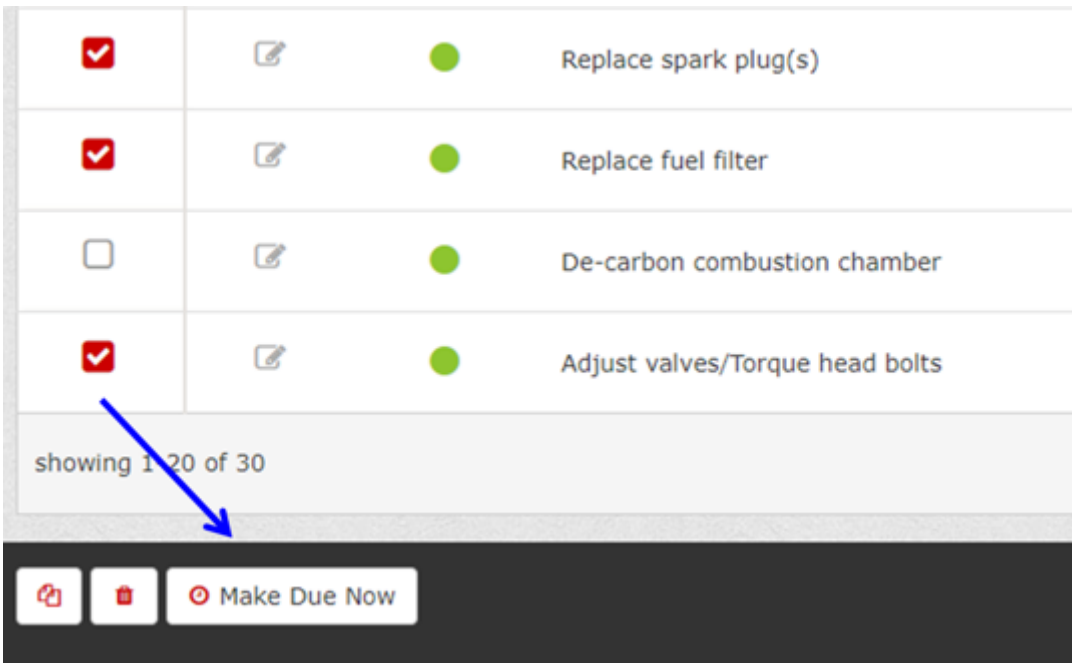 Replace spark plug(s)
Replace fuel filter
De-carbon combustion chamber
Adjust valves/Torque head bolts
showing 1-20 of 30
Make Due Now